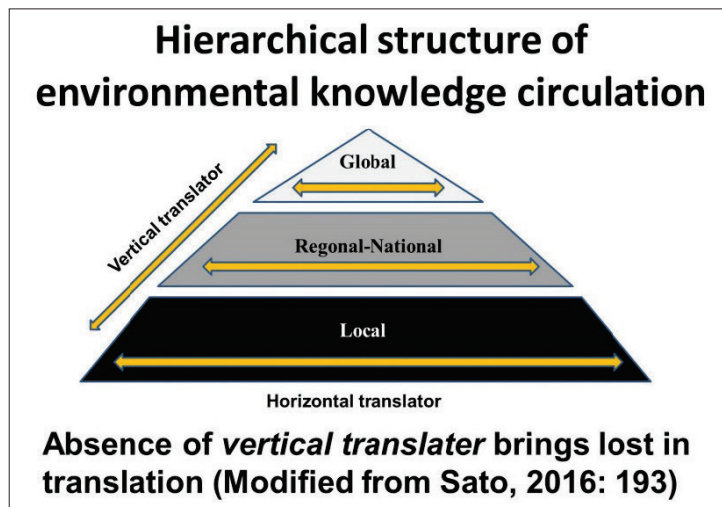 Hierarchical structure of
environmental knowledge circulation
Global
Vertical translator
Regonal-National
Local
Horizontal translator
Absence of vertical translater brings lost in
translation (Modified from Sato, 2016: 193)